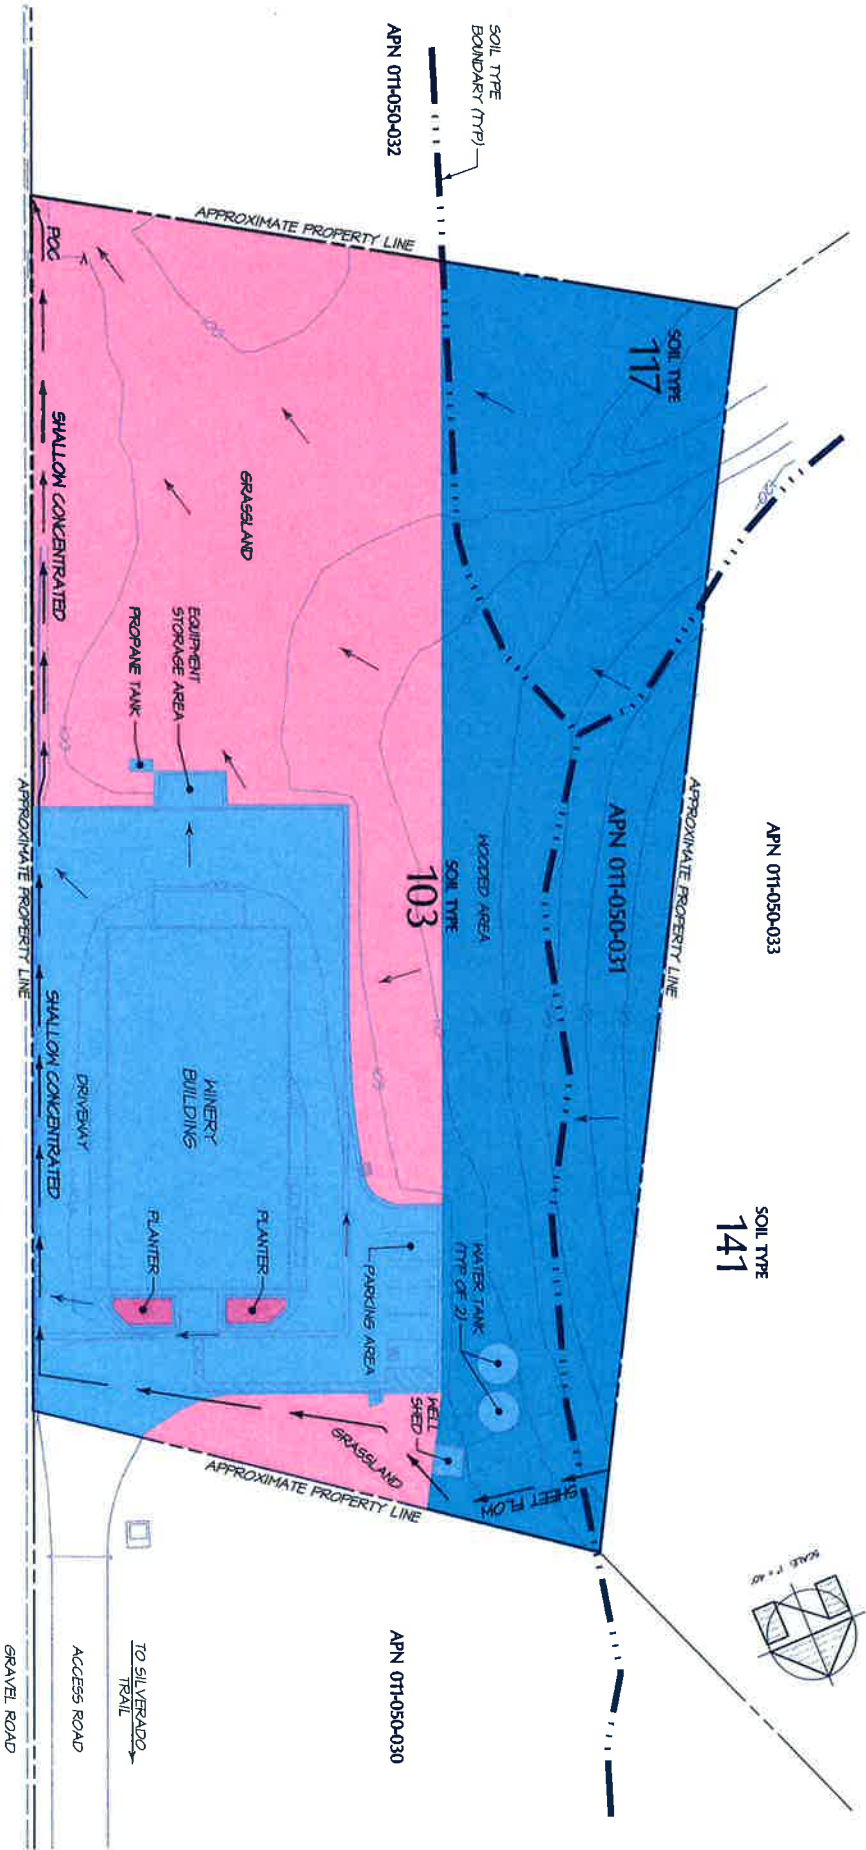 SOIL TYPE
BOUNDARY (TYP)
APN 011-050-032
APPROXIMATE PROPERTY LINE
POC
SOIL TYPE
117
SHALLOW CONCENTRATED
GRASSLAND
EQUIPMENT
STORAGE AREA
PROPANE TANK
APPROXIMATE PROPERTY LINE
APN 011-050-033
APPROXIMATE PROPERTY LINE
APN 011-050-031
WOODED AREA
SOIL TYPE
103
SHALLOW CONCENTRATED
DRIVEWAY
WINERY
BUILDING
PLANTER
PLANTER
PARKING AREA
WATER TANK
(TYP OF 2)
SOIL TYPE
141
WELL
SHED
GRASSLAND
SHEET FLOW
APPROXIMATE PROPERTY LINE
SCALE: 1" = 40'
APN 011-050-030
TO SILVERADO
TRAIL
ACCESS ROAD
GRAVEL ROAD